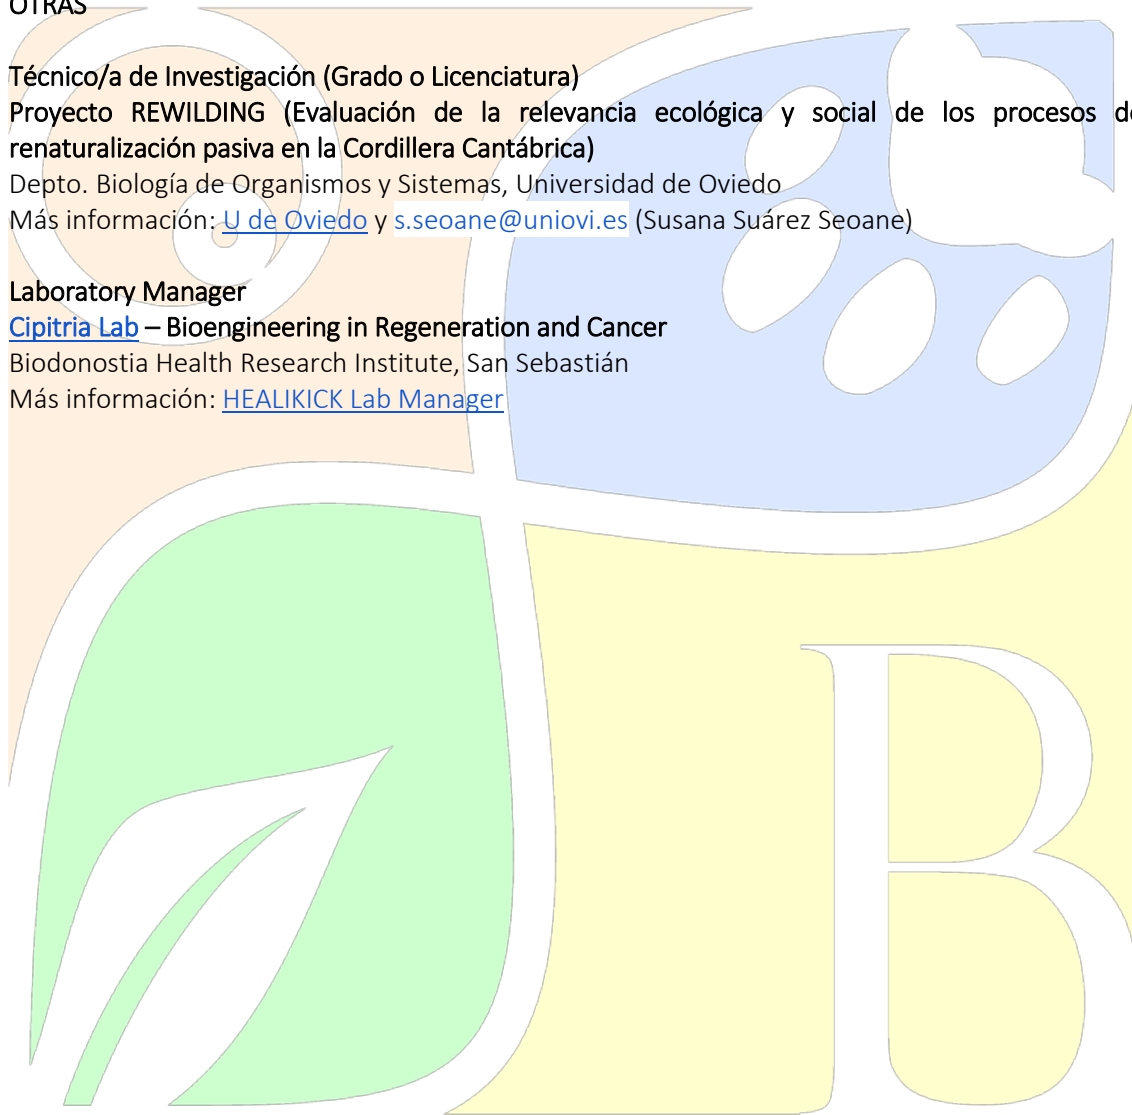 OTRAS
Técnico/a de Investigación (Grado o Licenciatura)
Proyecto REWILDING (Evaluación de la relevancia ecológica y social de los procesos de
renaturalización pasiva en la Cordillera Cantábrica)
Depto. Biología de Organismos y Sistemas, Universidad de Oviedo
Más información: U de Oviedo y s.seoane@uniovi.es (Susana Suárez Seoane)
Laboratory Manager
Cipitria Lab – Bioengineering in Regeneration and Cancer
Biodonostia Health Research Institute, San Sebastián
Más información: HEALIKICK Lab Manager
B